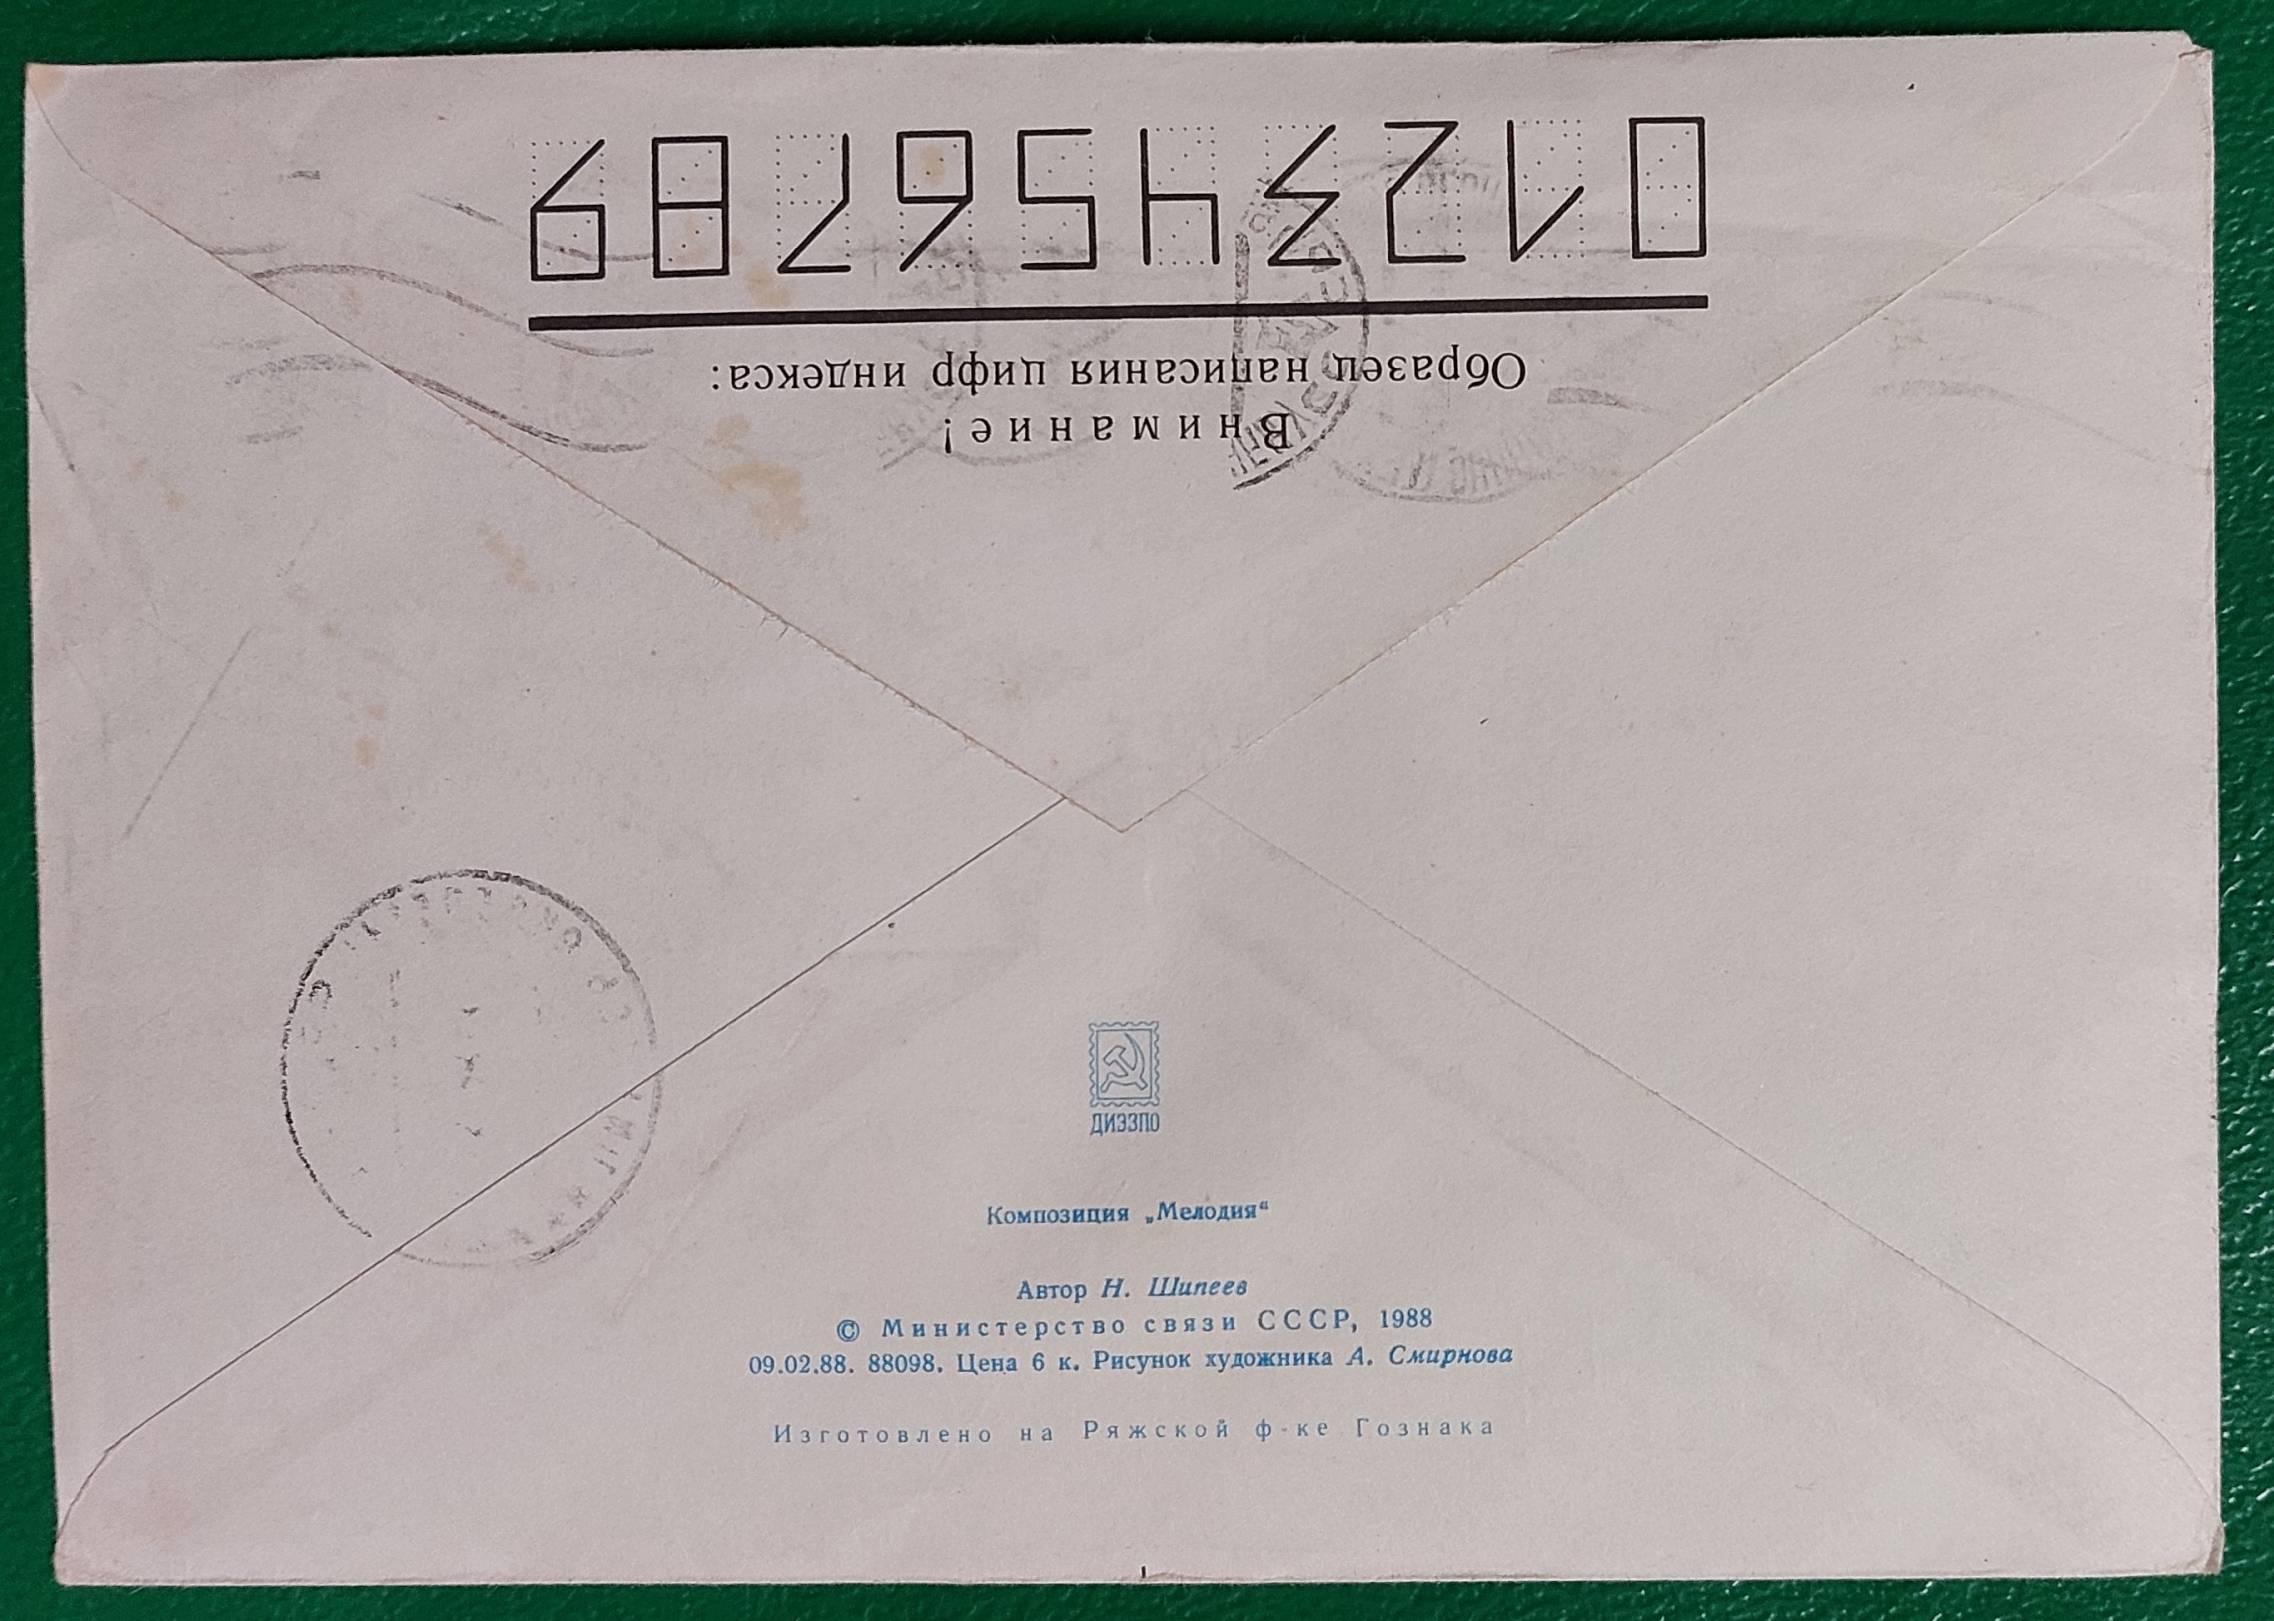 Внимание!
Образец написания цифр индекса:
0123456789
ДИЭЗПО
Композиция „Мелодия“
Автор Н. Шипеев
© Министерство связи СССР, 1988
09.02.88. 88098. Цена 6 к. Рисунок художника А. Смирнова
Изготовлено на Ряжской ф-ке Гознака